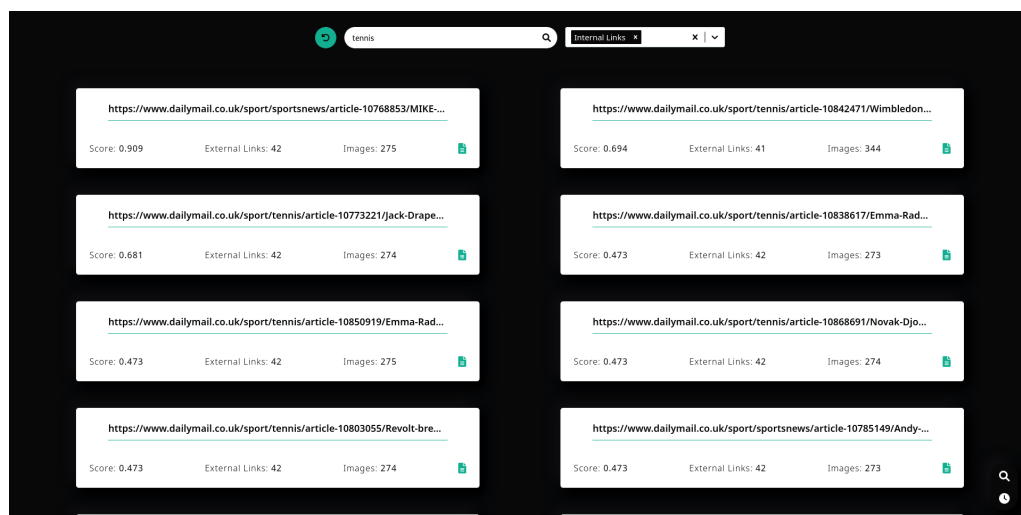 tennis
Internal Links
https://www.dailymail.co.uk/sport/sportsnews/article-10768853/MIKE-...
Score: 0.909 External Links: 42 Images: 275
https://www.dailymail.co.uk/sport/tennis/article-10842471/Wimbledon...
Score: 0.694 External Links: 41 Images: 344
https://www.dailymail.co.uk/sport/tennis/article-10773221/Jack-Drape...
Score: 0.681 External Links: 42 Images: 274
https://www.dailymail.co.uk/sport/tennis/article-10838617/Emma-Rad...
Score: 0.473 External Links: 42 Images: 273
https://www.dailymail.co.uk/sport/tennis/article-10850919/Emma-Rad...
Score: 0.473 External Links: 42 Images: 275
https://www.dailymail.co.uk/sport/tennis/article-10868691/Novak-Djo...
Score: 0.473 External Links: 42 Images: 274
https://www.dailymail.co.uk/sport/tennis/article-10803055/Revolt-bre...
Score: 0.473 External Links: 42 Images: 274
https://www.dailymail.co.uk/sport/sportsnews/article-10785149/Andy-...
Score: 0.473 External Links: 42 Images: 273